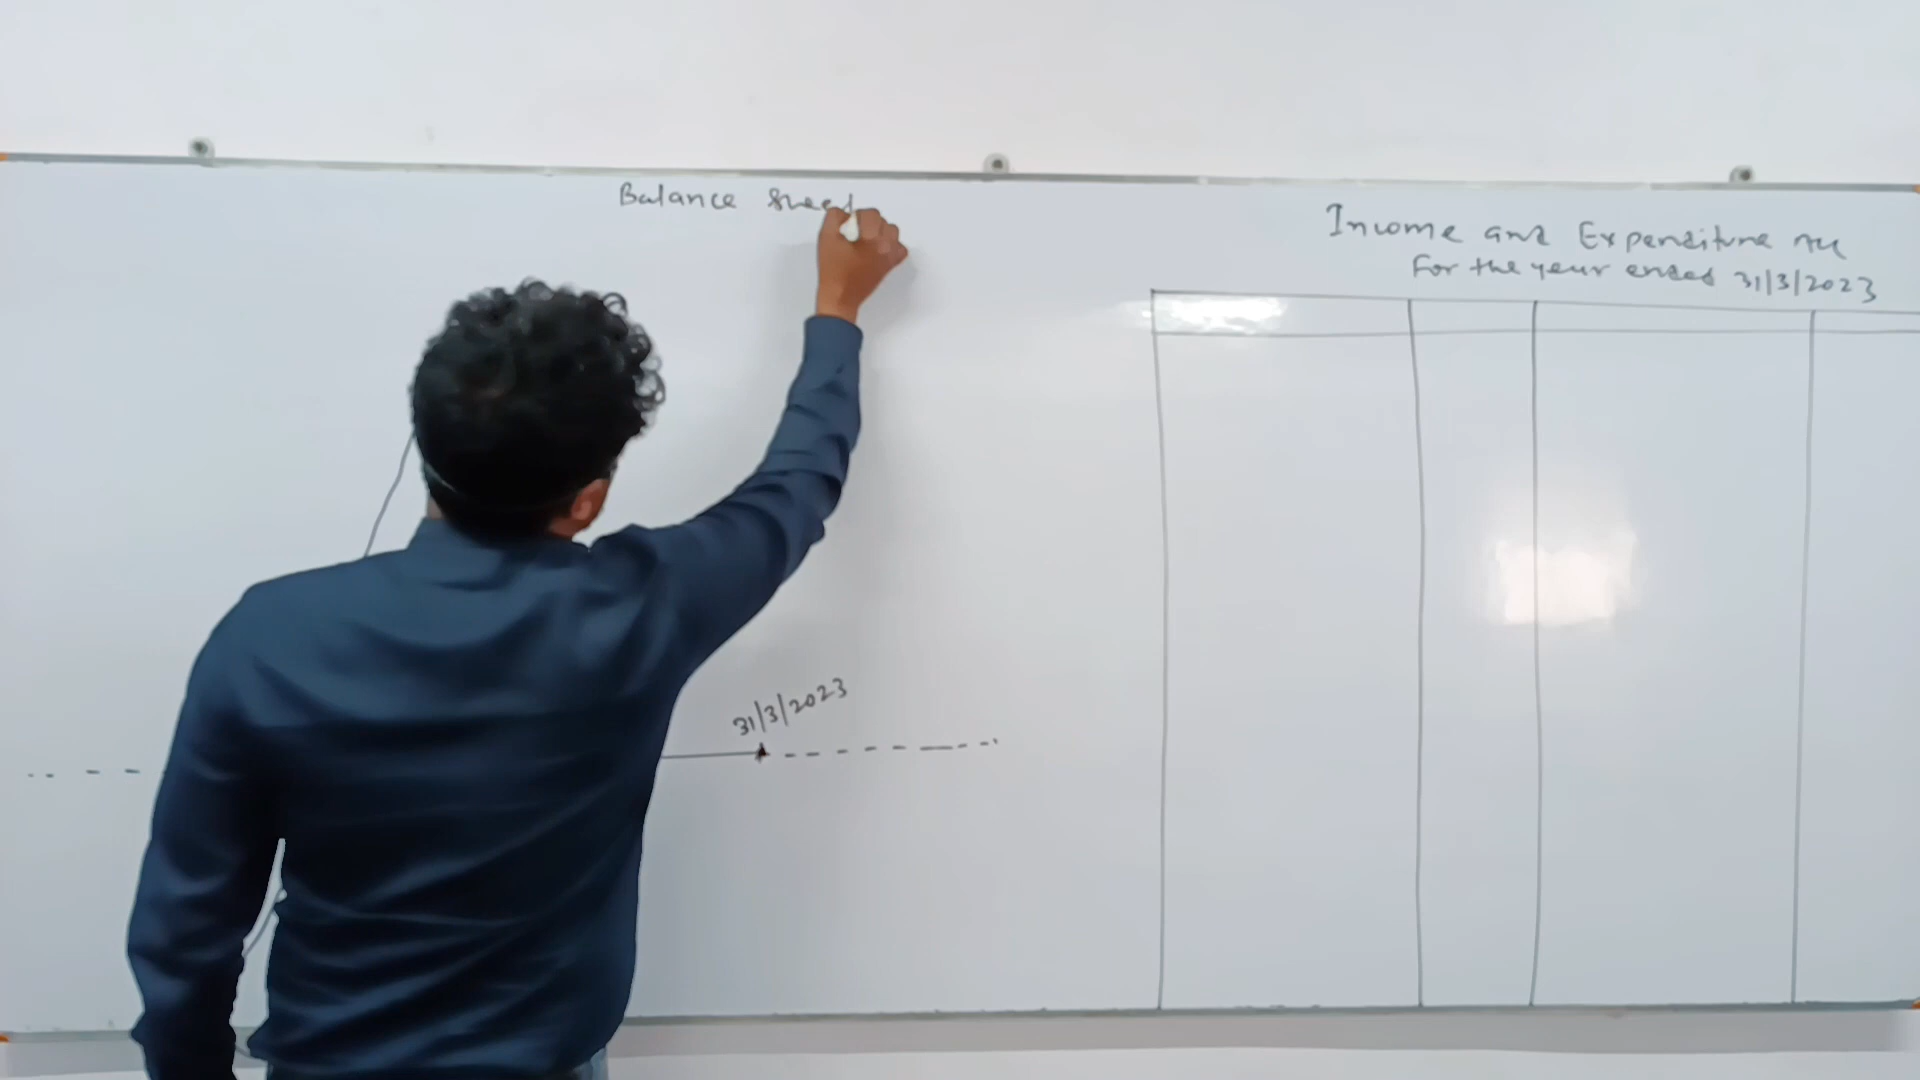 Balance Sheet
Income and Expenditure A/c
For the year ended 31/3/2023
31/3/2023